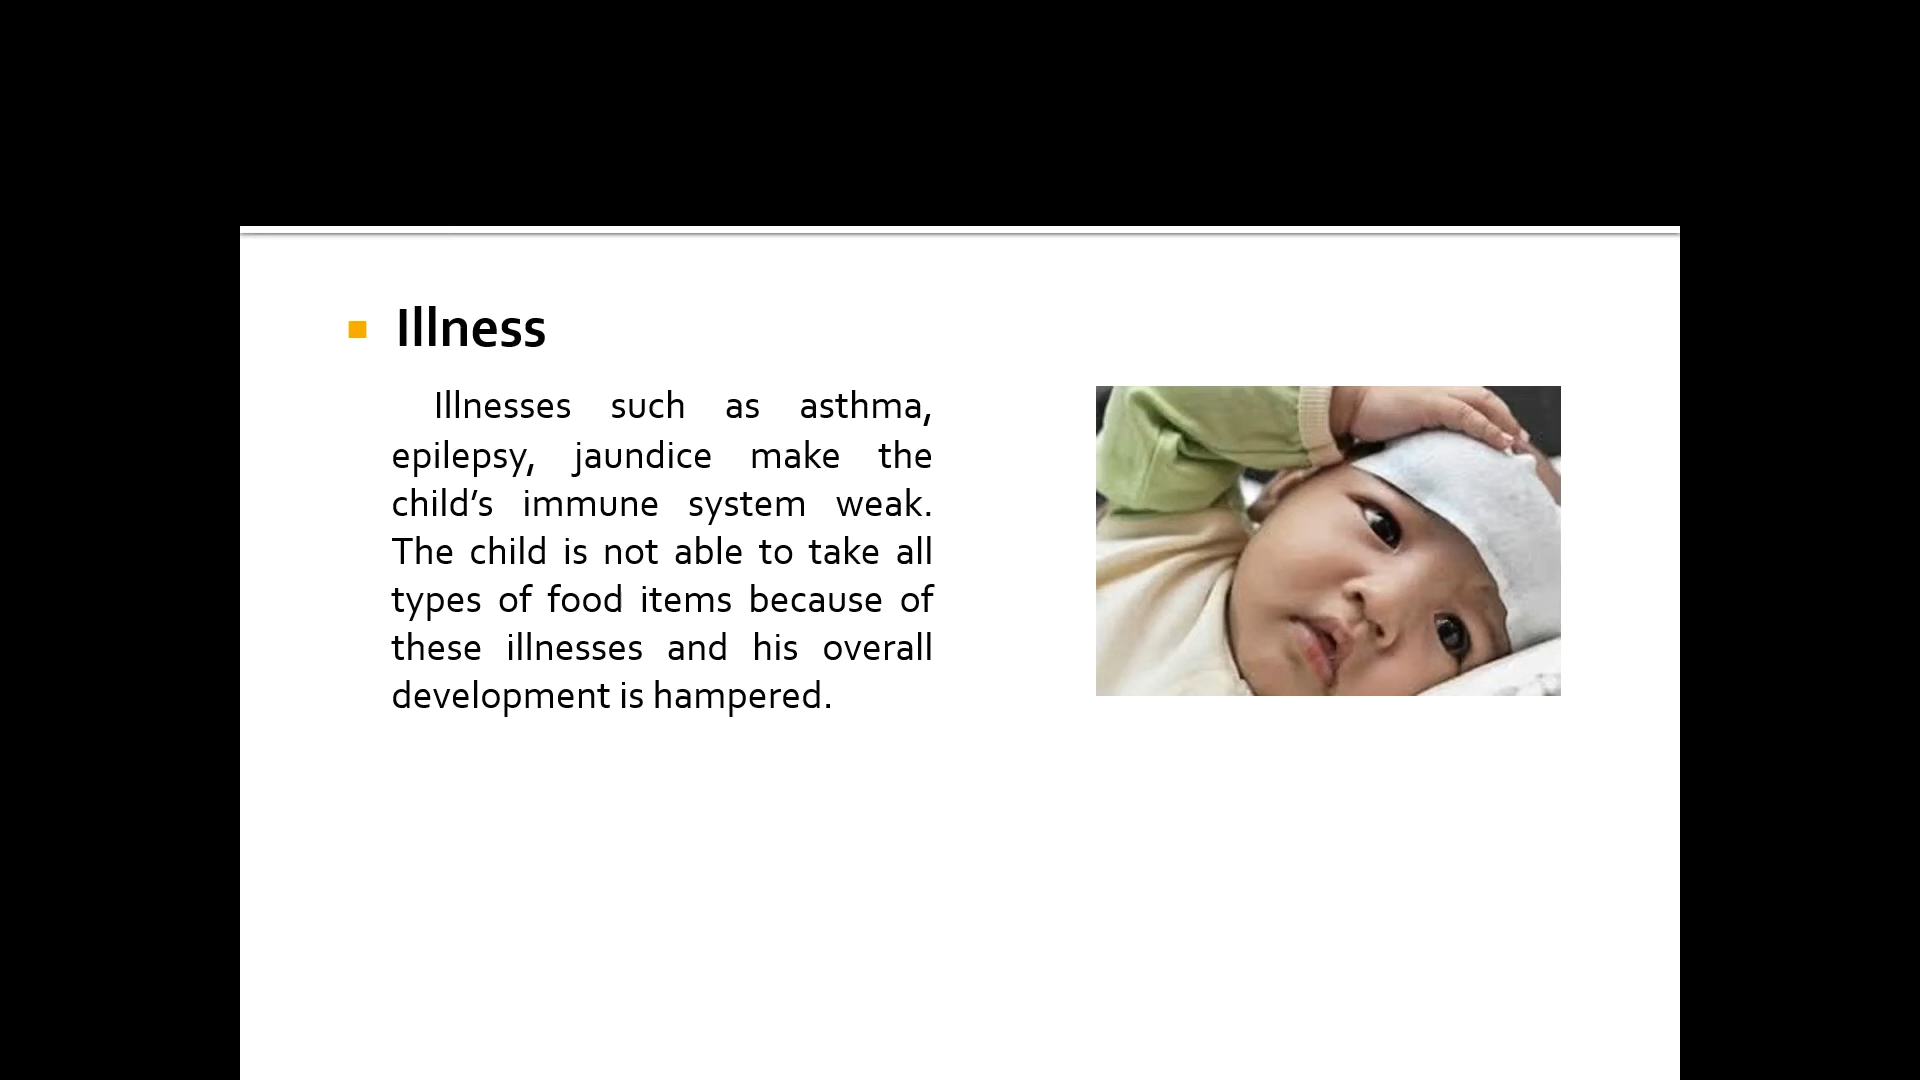 Illness
Illnesses such as asthma,
epilepsy, jaundice make the
child’s immune system weak.
The child is not able to take all
types of food items because of
these illnesses and his overall
development is hampered.